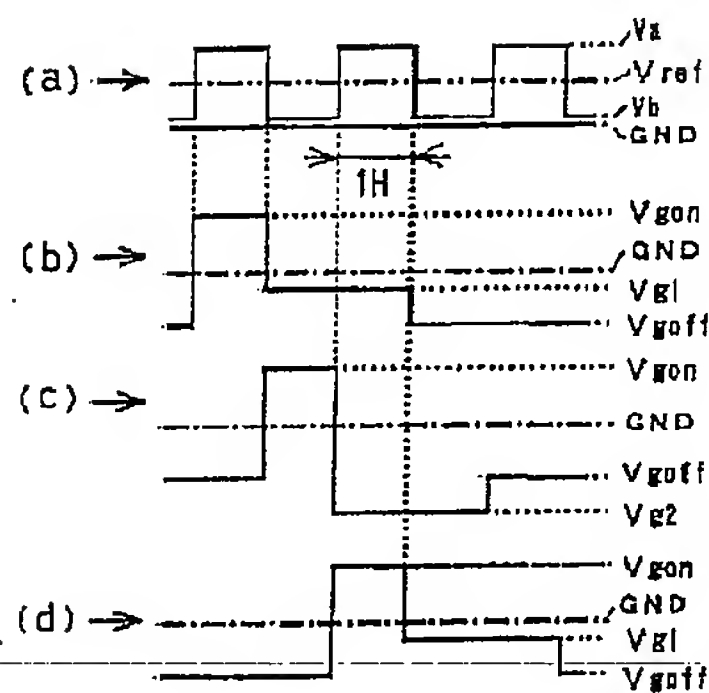 (a)
Va
Vref
Vb
GND
1H
(b)
Vgon
GND
Vg1
Vgoff
(c)
Vgon
GND
Vgoff
Vg2
(d)
Vgon
GND
Vg1
Vgoff